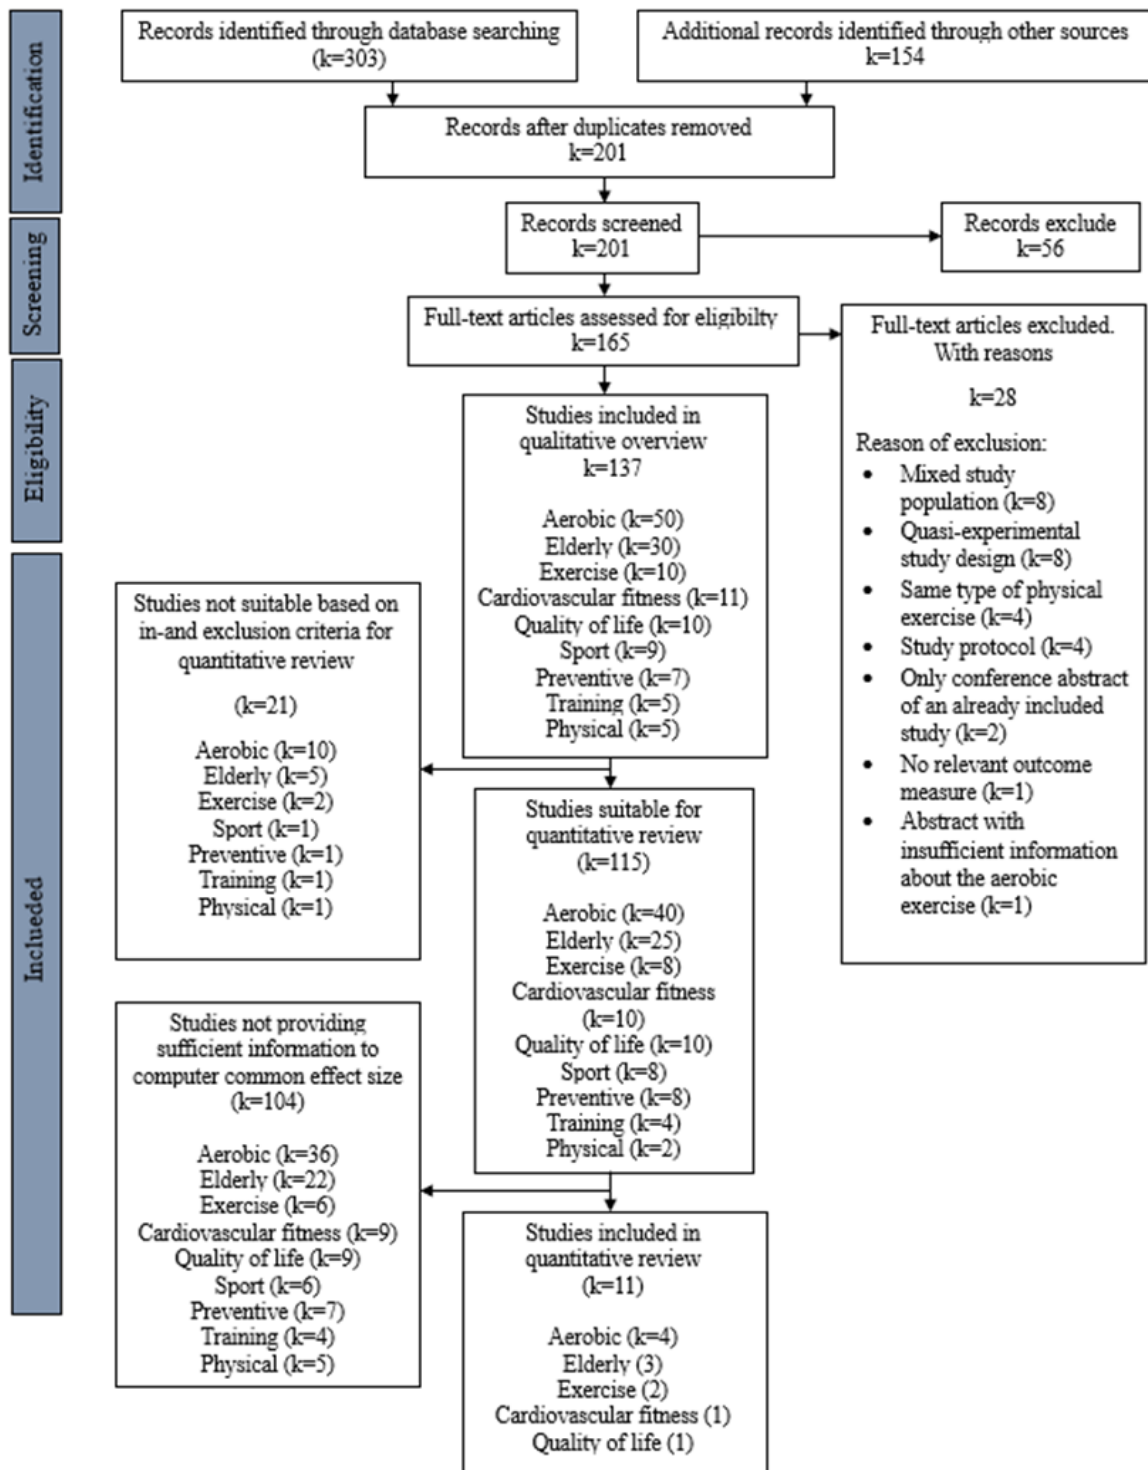 Identification
Records identified through database searching
(k=303)
Additional records identified through other sources
k=154
Records after duplicates removed
k=201
Screening
Records screened
k=201
Records exclude
k=56
Full-text articles assessed for eligibilty
k=165
Full-text articles excluded.
With reasons
k=28
Reason of exclusion:
• Mixed study
population (k=8)
• Quasi-experimental
study design (k=8)
• Same type of physical
exercise (k=4)
• Study protocol (k=4)
• Only conference abstract
of an already included
study (k=2)
• No relevant outcome
measure (k=1)
• Abstract with
insufficient information
about the aerobic
exercise (k=1)
Eligibility
Studies included in
qualitative overview
k=137
Aerobic (k=50)
Elderly (k=30)
Exercise (k=10)
Cardiovascular fitness (k=11)
Quality of life (k=10)
Sport (k=9)
Preventive (k=7)
Training (k=5)
Physical (k=5)
Inclueded
Studies not suitable based on
in-and exclusion criteria for
quantitative review
(k=21)
Aerobic (k=10)
Elderly (k=5)
Exercise (k=2)
Sport (k=1)
Preventive (k=1)
Training (k=1)
Physical (k=1)
Studies suitable for
quantitative review
(k=115)
Aerobic (k=40)
Elderly (k=25)
Exercise (k=8)
Cardiovascular fitness
(k=10)
Quality of life (k=10)
Sport (k=8)
Preventive (k=8)
Training (k=4)
Physical (k=2)
Studies not providing
sufficient information to
computer common effect size
(k=104)
Aerobic (k=36)
Elderly (k=22)
Exercise (k=6)
Cardiovascular fitness (k=9)
Quality of life (k=9)
Sport (k=6)
Preventive (k=7)
Training (k=4)
Physical (k=5)
Studies included in
quantitative review
(k=11)
Aerobic (k=4)
Elderly (3)
Exercise (2)
Cardiovascular fitness (1)
Quality of life (1)